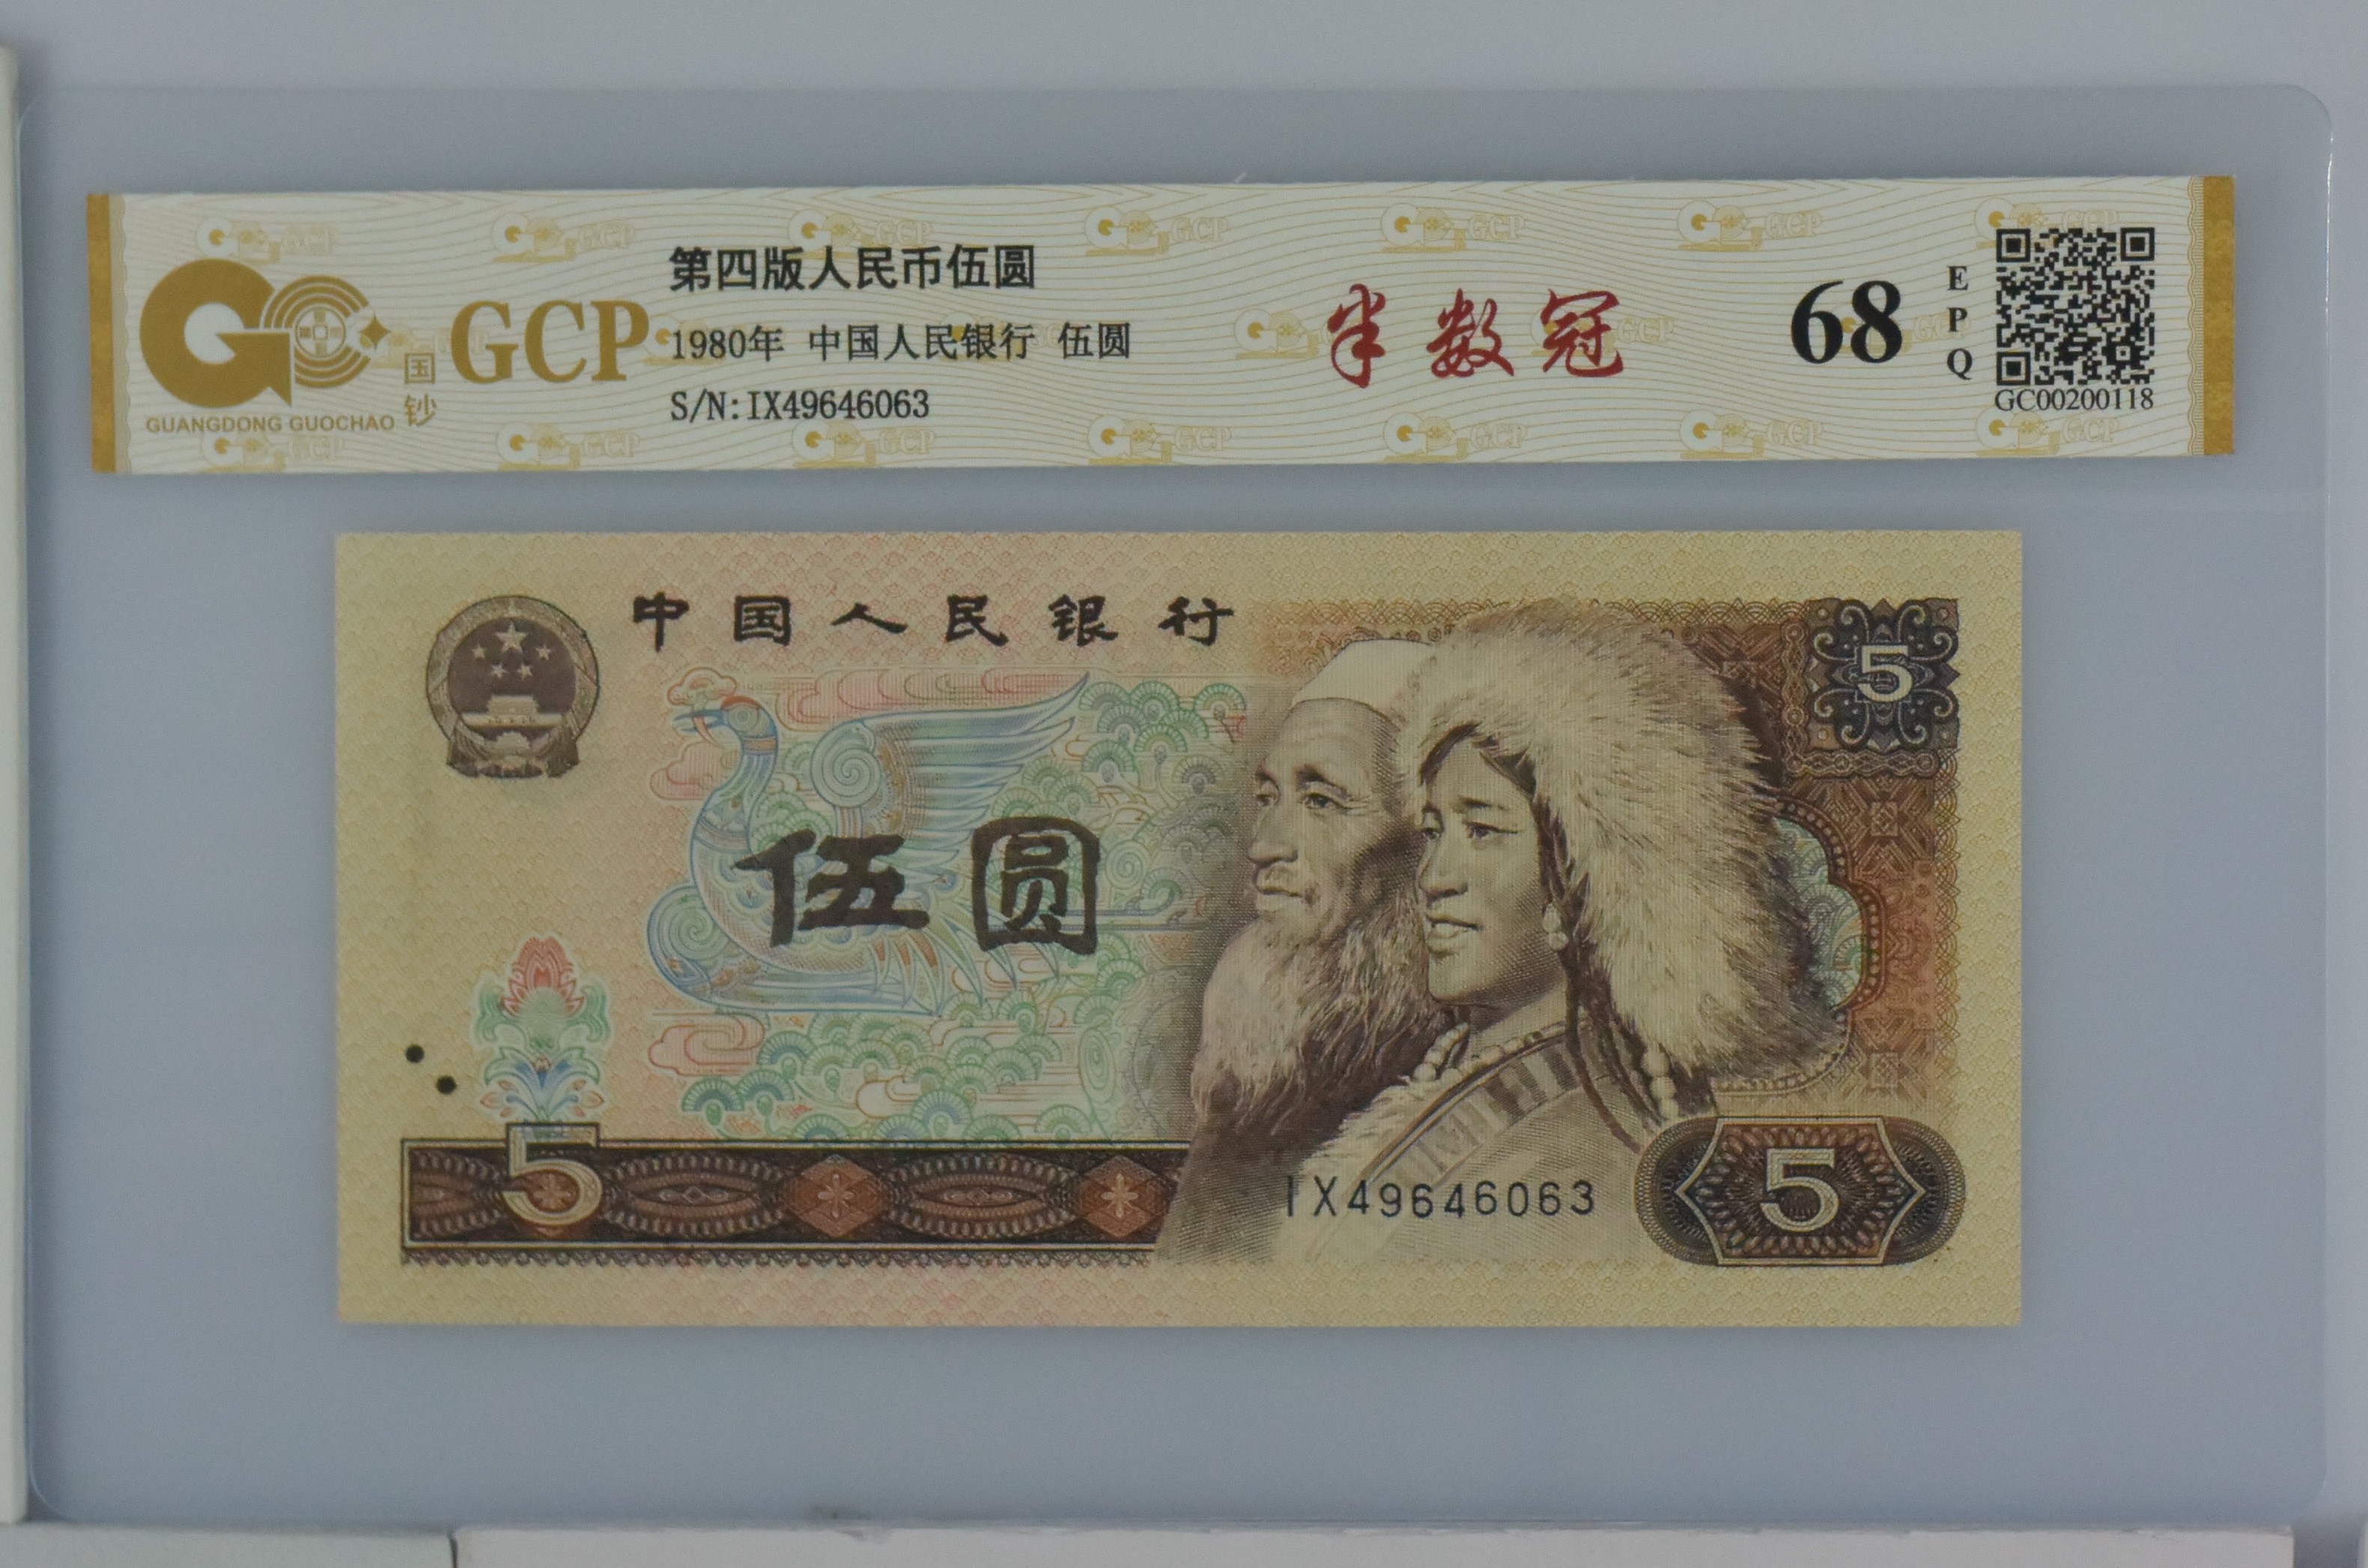 第四版人民币伍圆
1980年 中国人民银行 伍圆
S/N:IX49646063
GCP
国钞
GUANGDONG GUOCHAO
半数冠
68
EPQ
GC00200118
中国人民银行
5
伍圆
5
IX49646063
5